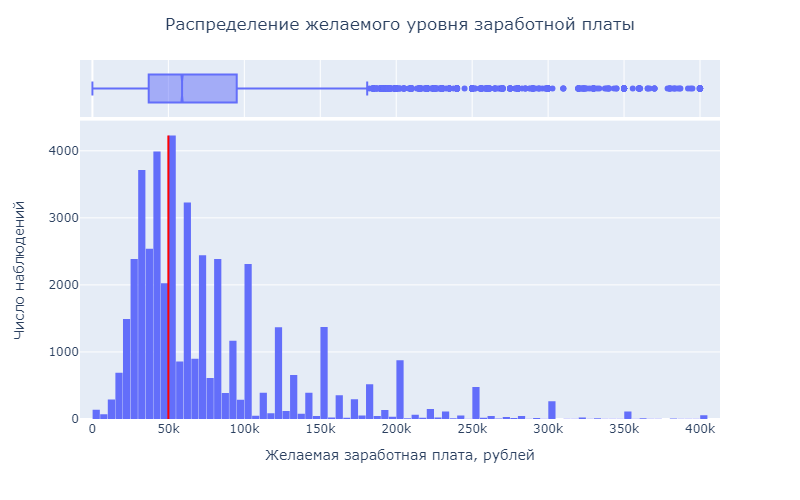 Распределение желаемого уровня заработной платы
4000
3000
2000
1000
0
Число наблюдений
0 50k 100k 150k 200k 250k 300k 350k 400k
Желаемая заработная плата, рублей